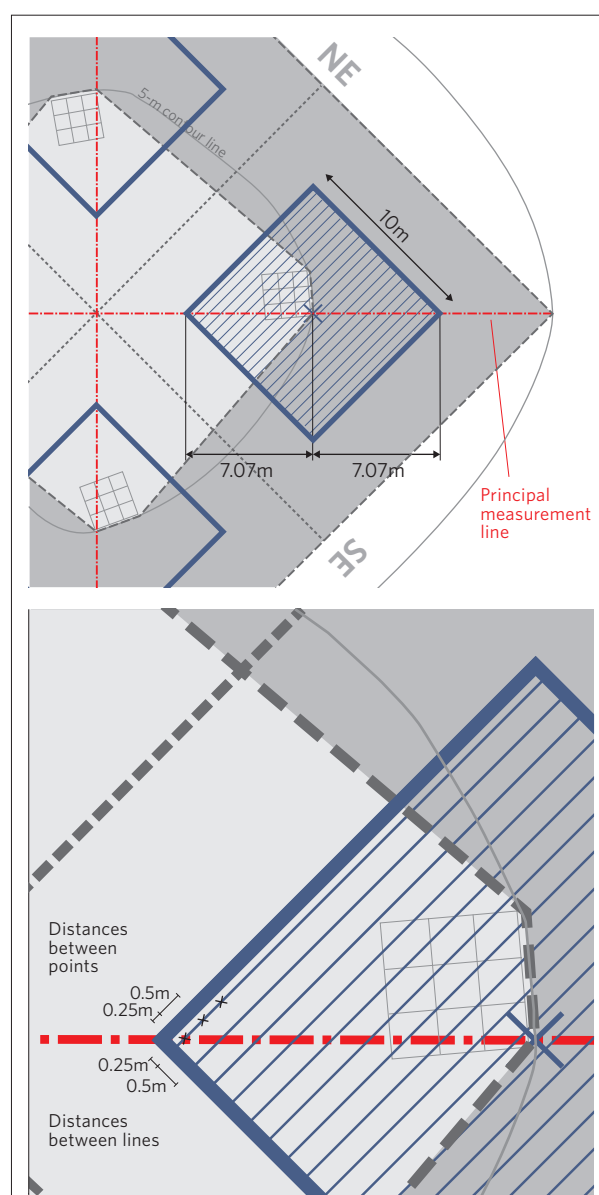 NE
5-m contour line
10m
7.07m
7.07m
Principal
measurement
line
SE
Distances
between
points
0.5m
0.25m
0.25m
0.5m
Distances
between lines